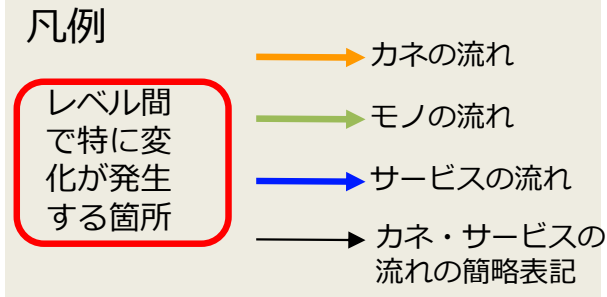 凡例
レベル間
で特に変
化が発生
する箇所
カネの流れ
モノの流れ
サービスの流れ
カネ・サービスの
流れの簡略表記